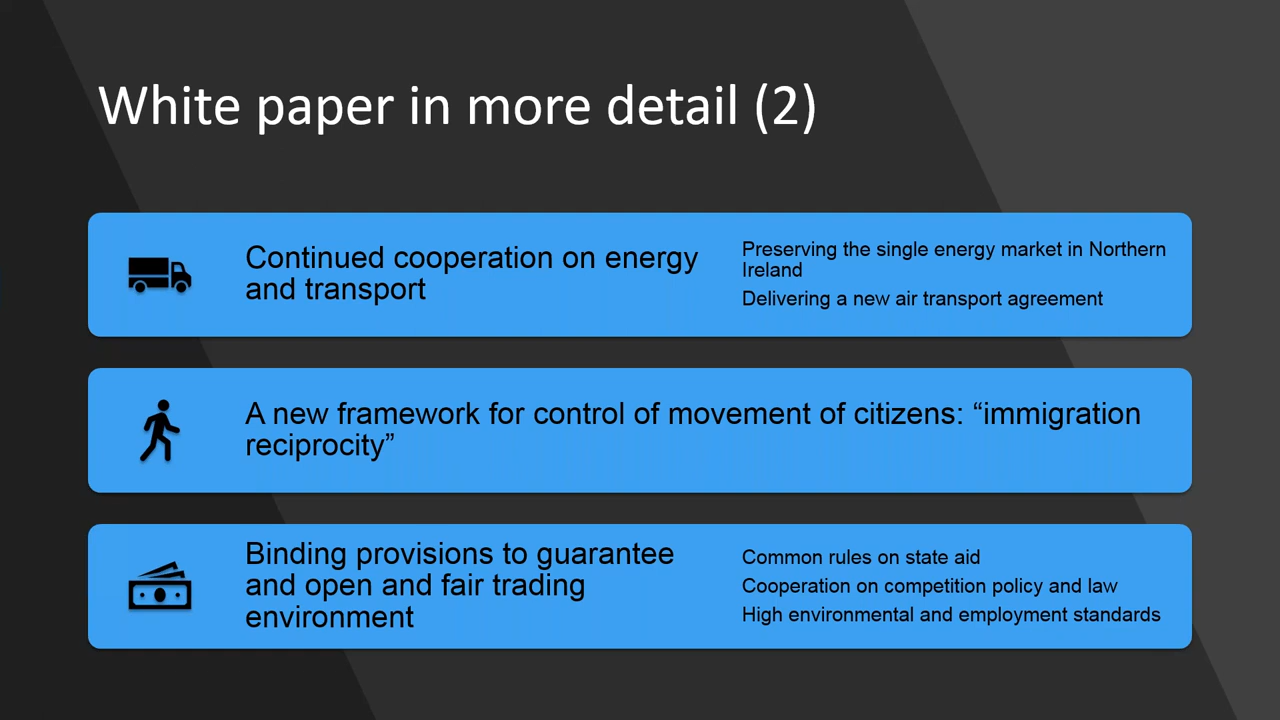 White paper in more detail (2)
Continued cooperation on energy
and transport
Preserving the single energy market in Northern
Ireland
Delivering a new air transport agreement
A new framework for control of movement of citizens: “immigration
reciprocity”
Binding provisions to guarantee
and open and fair trading
environment
Common rules on state aid
Cooperation on competition policy and law
High environmental and employment standards